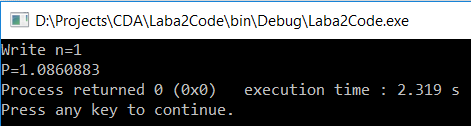 D:\Projects\CDA\Laba2Code\bin\Debug\Laba2Code.exe
Write n=1
P=1.0860883
Process returned 0 (0x0)   execution time : 2.319 s
Press any key to continue.